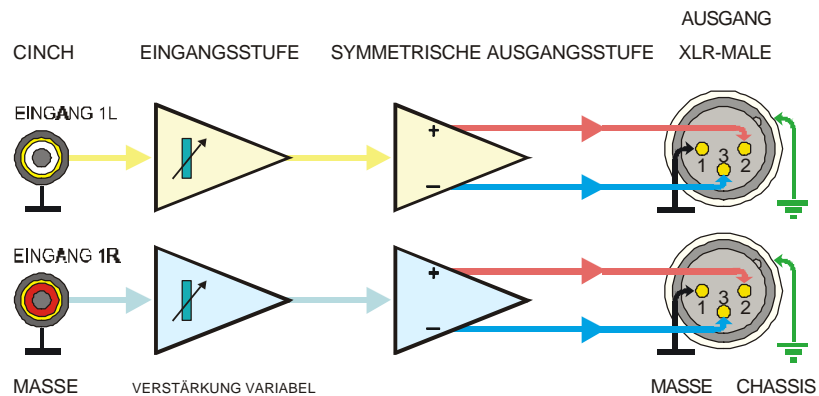 AUSGANG
CINCH EINGANGSSTUFE SYMMETRISCHE AUSGANGSSTUFE XLR-MALE
EINGANG 1L
+
1 3 2
–
EINGANG 1R
+
1 3 2
–
MASSE VERSTÄRKUNG VARIABEL MASSE CHASSIS